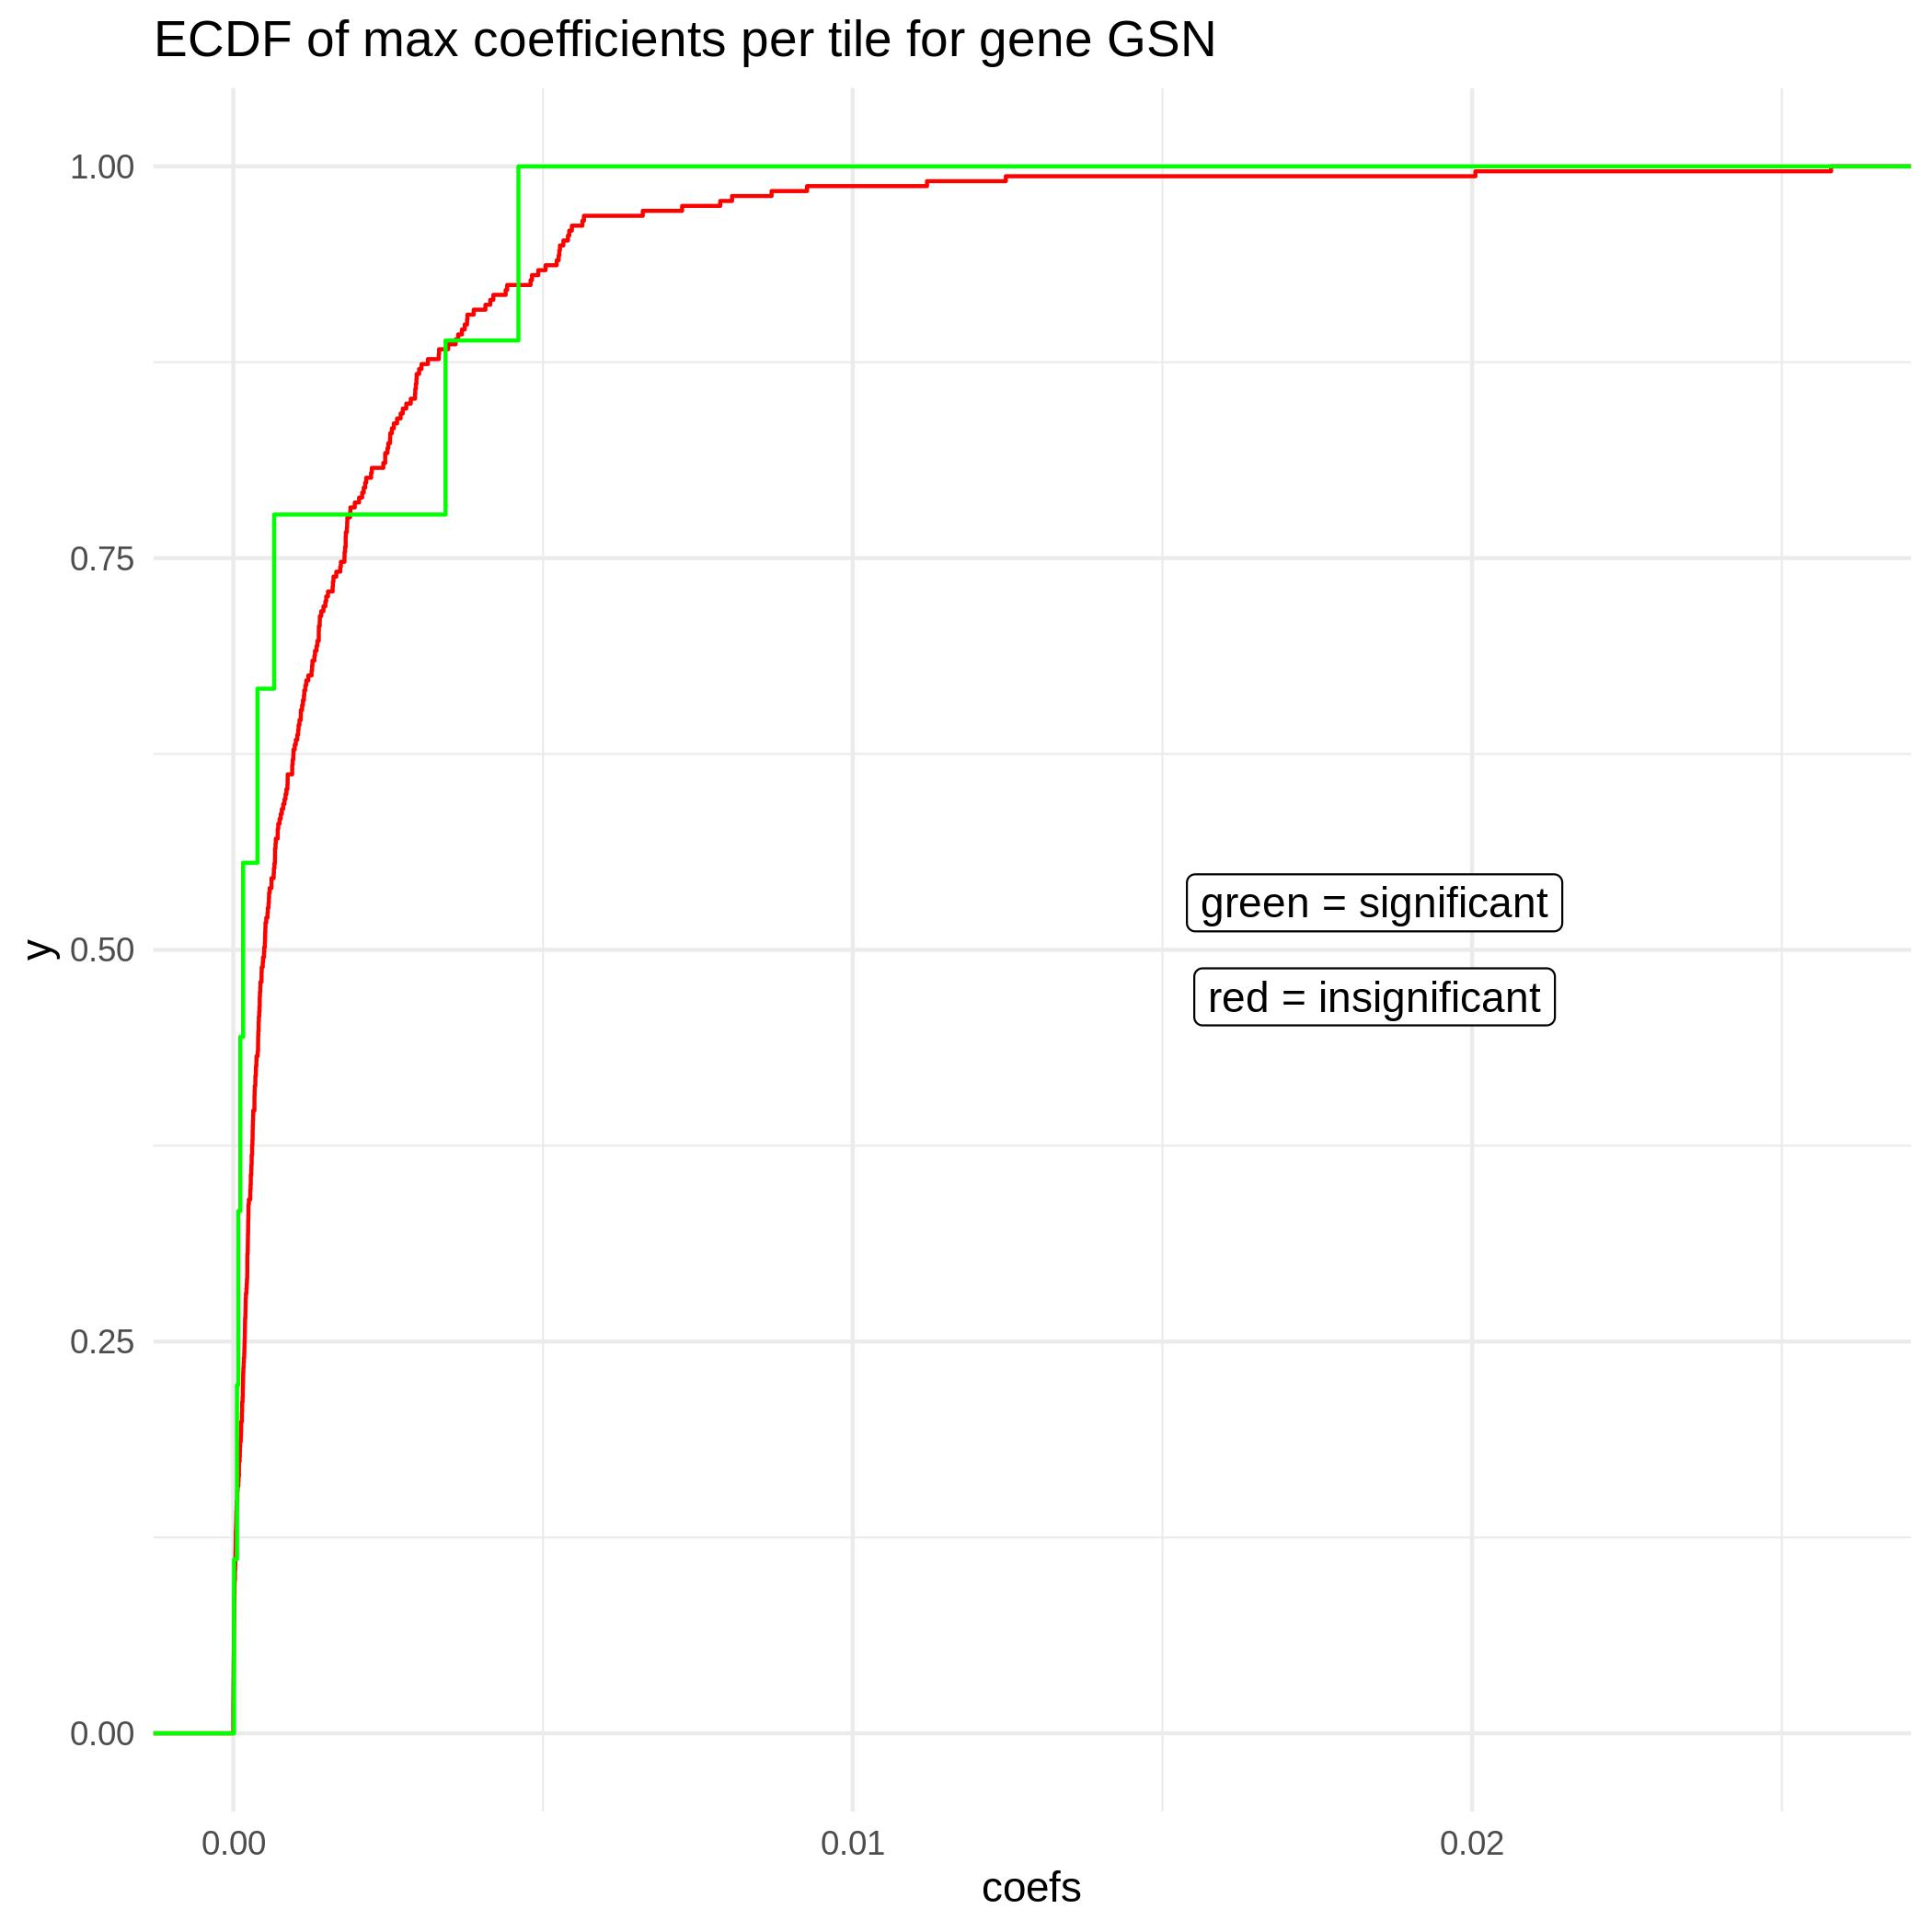 ECDF of max coefficients per tile for gene GSN
1.00
0.75
0.50
0.25
0.00
y
green = significant
red = insignificant
0.00 0.01 0.02
coefs